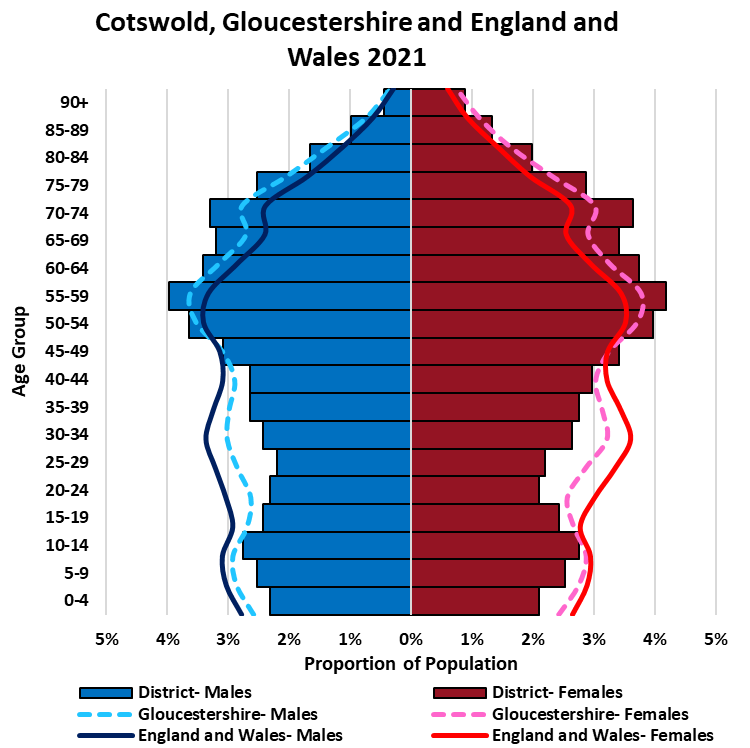 Cotswold, Gloucestershire and England and
Wales 2021
Age Group
90+
85-89
80-84
75-79
70-74
65-69
60-64
55-59
50-54
45-49
40-44
35-39
30-34
25-29
20-24
15-19
10-14
5-9
0-4
5% 4% 3% 2% 1% 0% 1% 2% 3% 4% 5%
Proportion of Population
District- Males District- Females
Gloucestershire- Males Gloucestershire- Females
England and Wales- Males England and Wales- Females